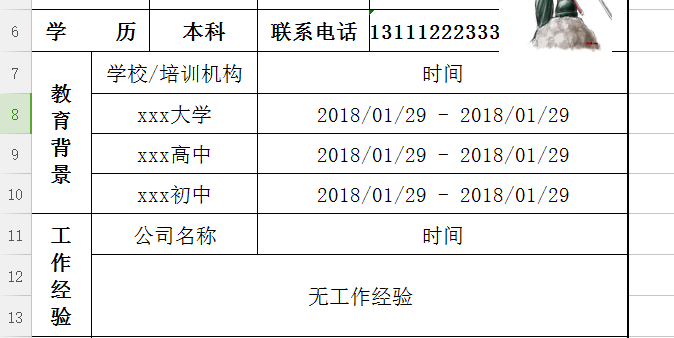 6 学 历 本科 联系电话 13111222333
7 学校/培训机构 时间
教育背景
8 xxx大学 2018/01/29 - 2018/01/29
9 xxx高中 2018/01/29 - 2018/01/29
10 xxx初中 2018/01/29 - 2018/01/29
11 公司名称 时间
工作经验
12 无工作经验
13